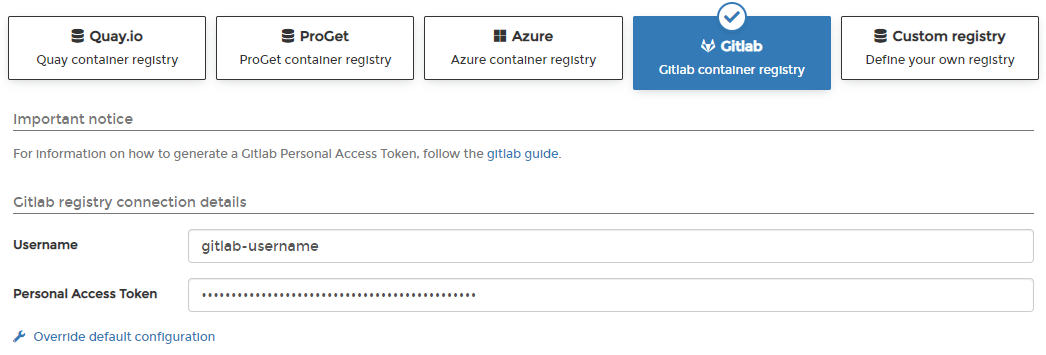 Quay.io
Quay container registry
ProGet
ProGet container registry
Azure
Azure container registry
Gitlab
Gitlab container registry
Custom registry
Define your own registry
Important notice
For information on how to generate a Gitlab Personal Access Token, follow the gitlab guide.
Gitlab registry connection details
Username
gitlab-username
Personal Access Token
Override default configuration